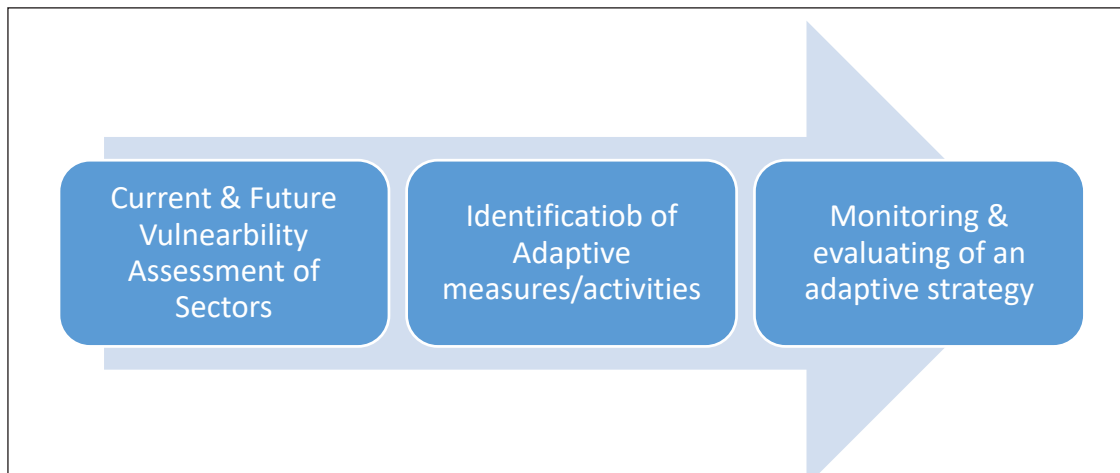 Current & Future
Vulnearbility
Assessment of
Sectors
Identificatiob of
Adaptive
measures/activities
Monitoring &
evaluating of an
adaptive strategy